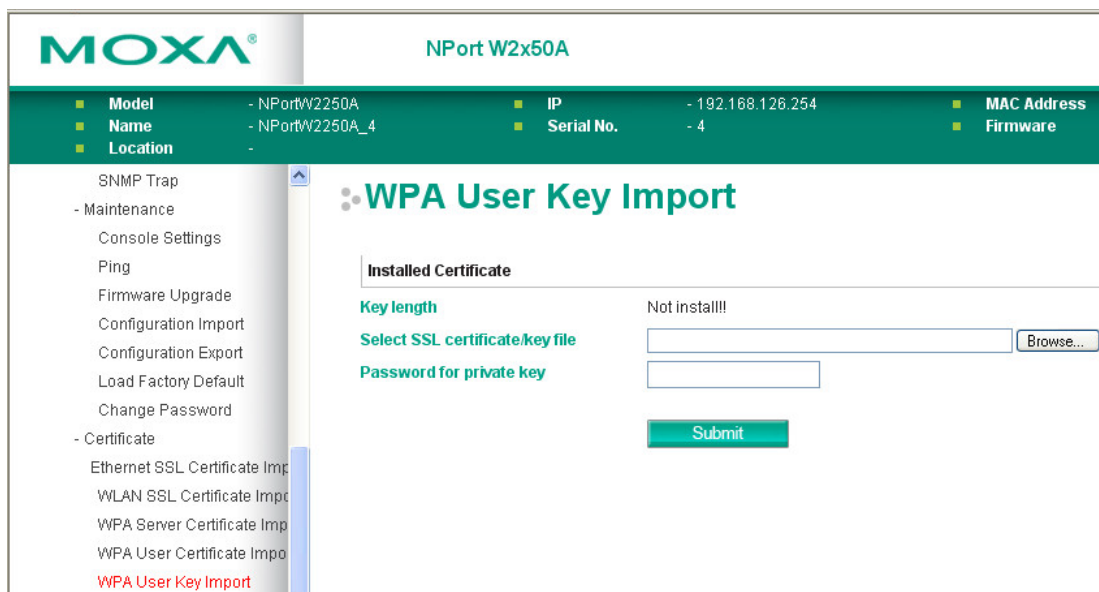 MOXA®
NPort W2x50A
Model - NPortW2250A IP - 192.168.126.254 MAC Address
Name - NPortW2250A_4 Serial No. - 4 Firmware
Location -
SNMP Trap
- Maintenance
Console Settings
Ping
Firmware Upgrade
Configuration Import
Configuration Export
Load Factory Default
Change Password
- Certificate
Ethernet SSL Certificate Imp
WLAN SSL Certificate Impo
WPA Server Certificate Imp
WPA User Certificate Impo
WPA User Key Import
WPA User Key Import
Installed Certificate
Key length Not install!!
Select SSL certificate/key file Browse...
Password for private key
Submit